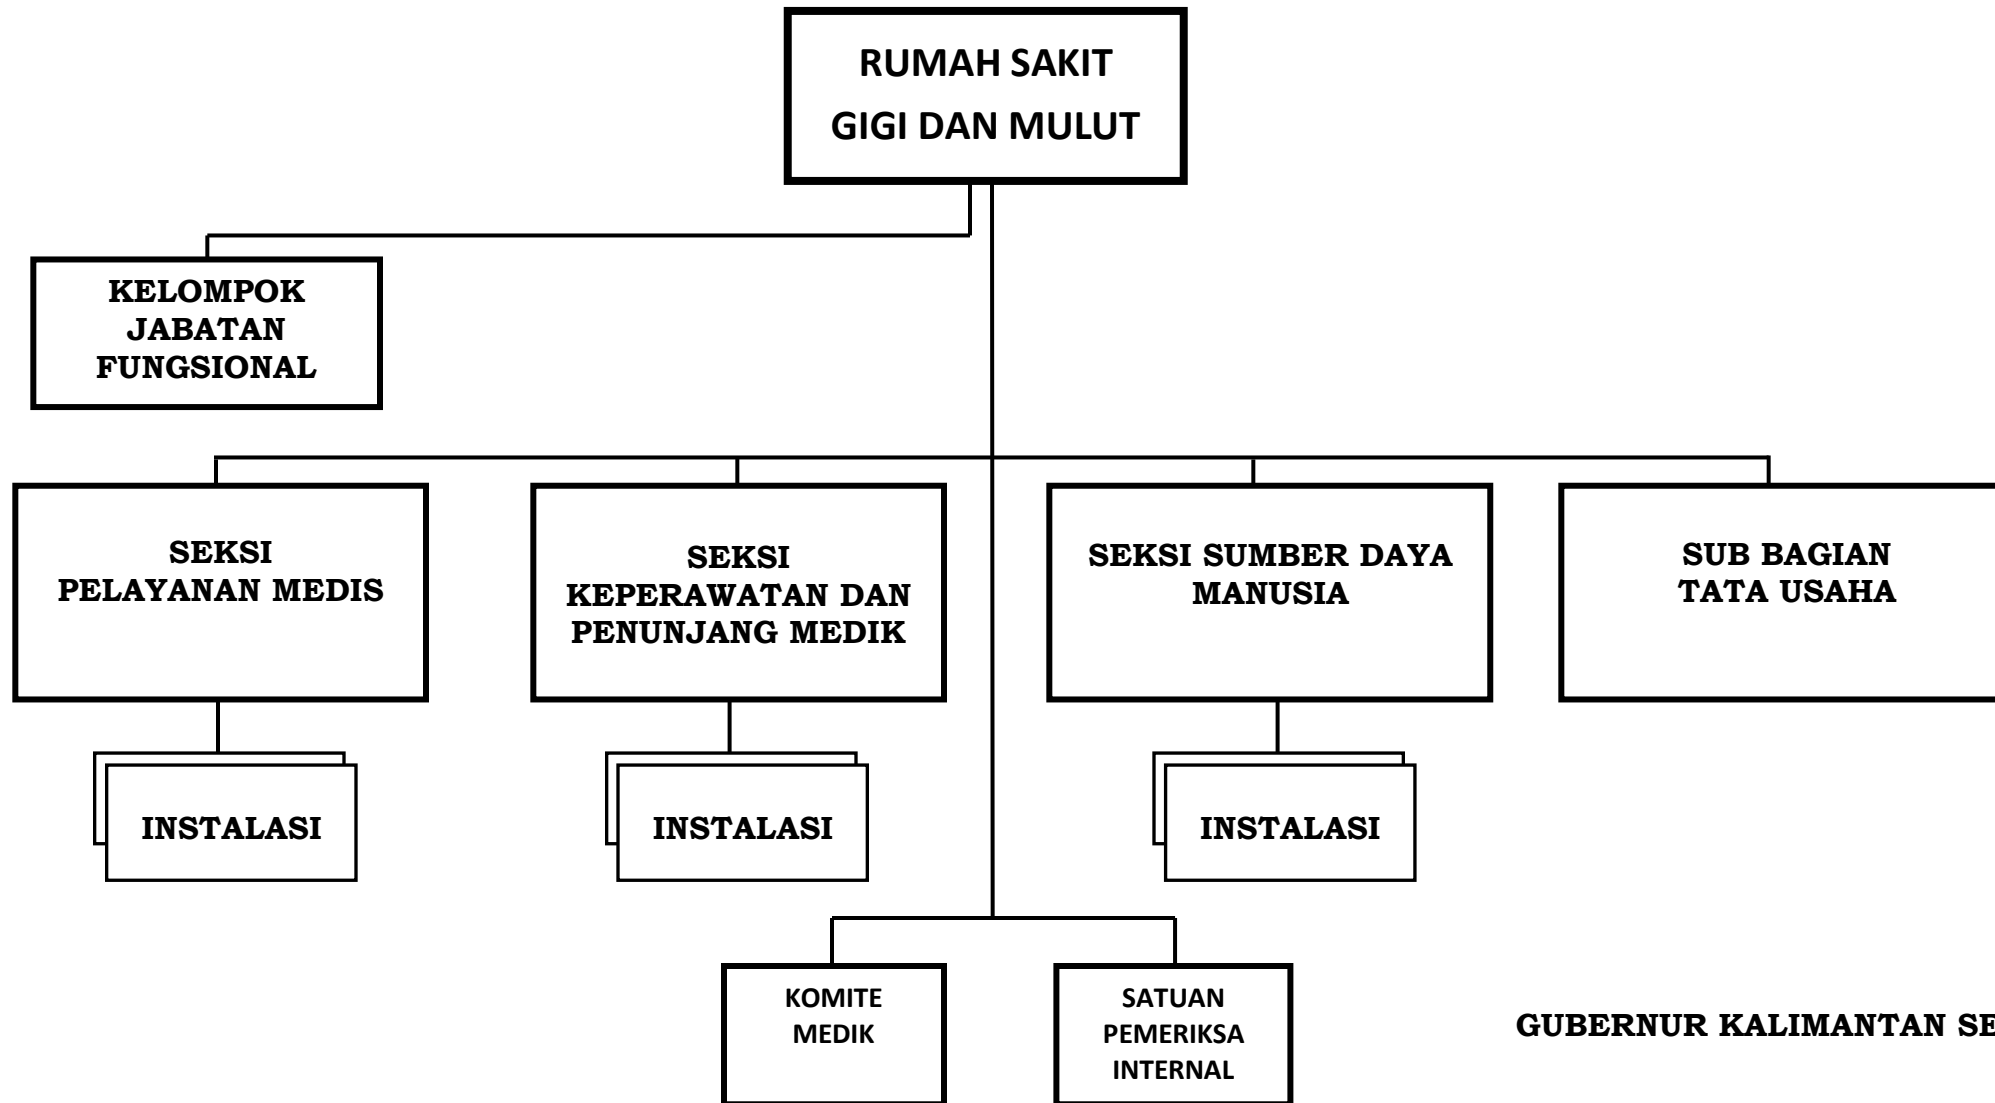 RUMAH SAKIT
GIGI DAN MULUT
KELOMPOK
JABATAN
FUNGSIONAL
SEKSI
PELAYANAN MEDIS
SEKSI
KEPERAWATAN DAN
PENUNJANG MEDIK
SEKSI SUMBER DAYA
MANUSIA
SUB BAGIAN
TATA USAHA
INSTALASI
INSTALASI
INSTALASI
KOMITE
MEDIK
SATUAN
PEMERIKSA
INTERNAL
GUBERNUR KALIMANTAN